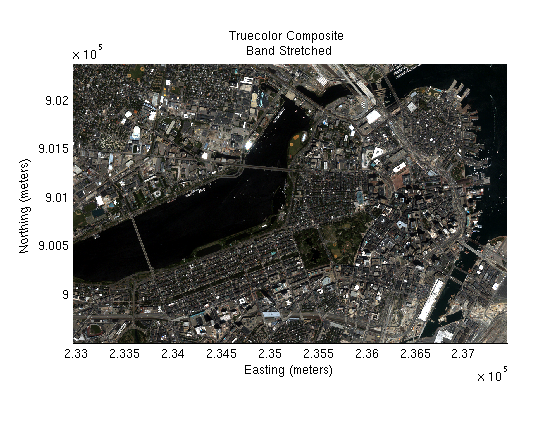 Truecolor Composite
Band Stretched
× 10^5
9.02
9.015
9.01
9.005
9
Northing (meters)
2.33 2.335 2.34 2.345 2.35 2.355 2.36 2.365 2.37
Easting (meters)
× 10^5